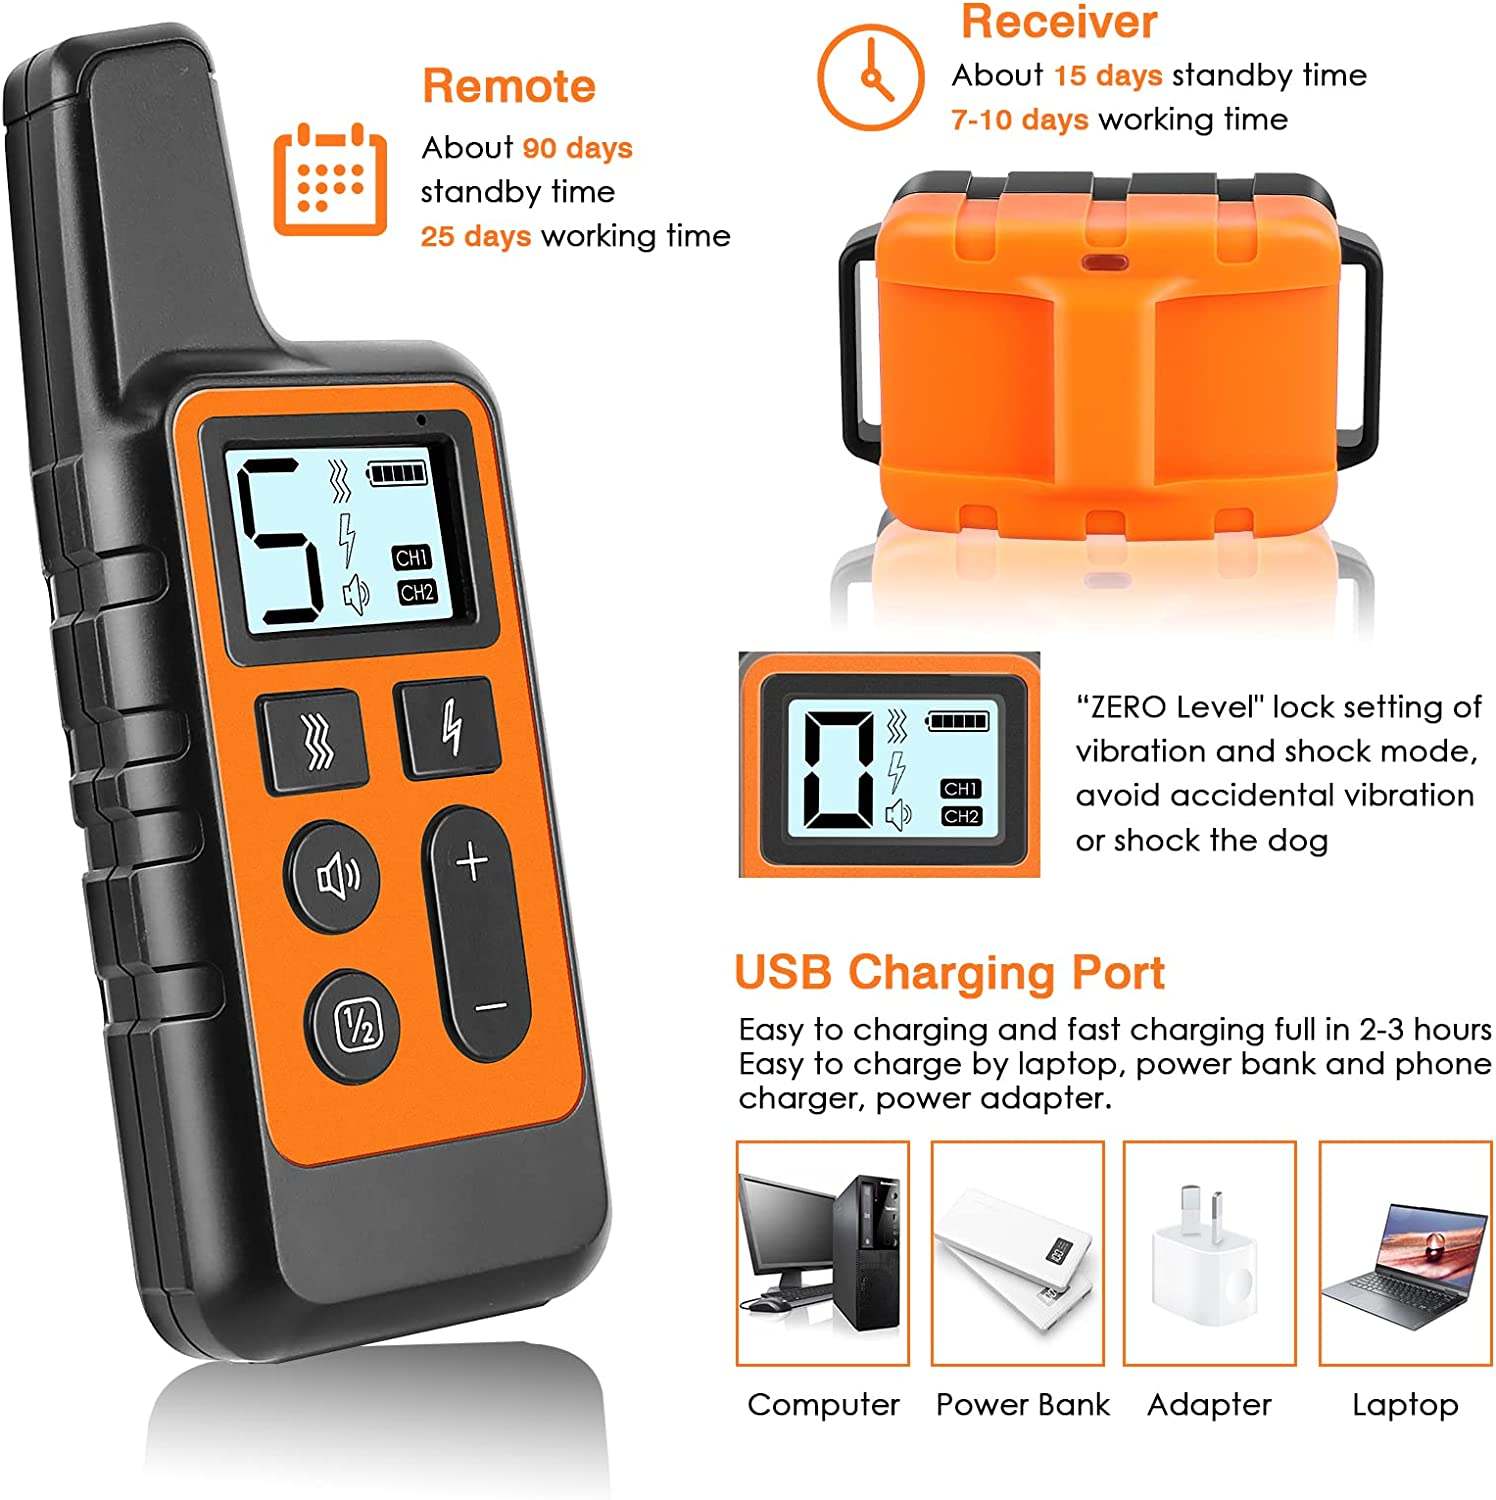 Remote
About 90 days
standby time
25 days working time
Receiver
About 15 days standby time
7-10 days working time
5
CH1
CH2
+
1/2
−
0
CH1
CH2
“ZERO Level" lock setting of
vibration and shock mode,
avoid accidental vibration
or shock the dog
USB Charging Port
Easy to charging and fast charging full in 2-3 hours
Easy to charge by laptop, power bank and phone
charger, power adapter.
Computer
Power Bank
Adapter
Laptop